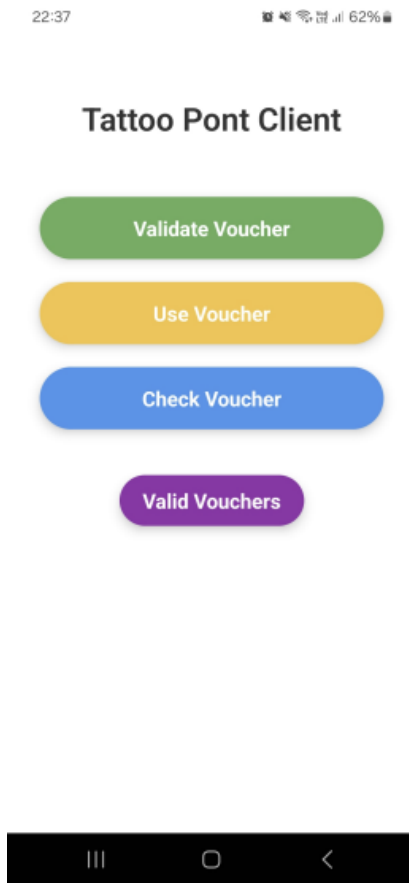 22:37
62%
Tattoo Pont Client
Validate Voucher
Use Voucher
Check Voucher
Valid Vouchers